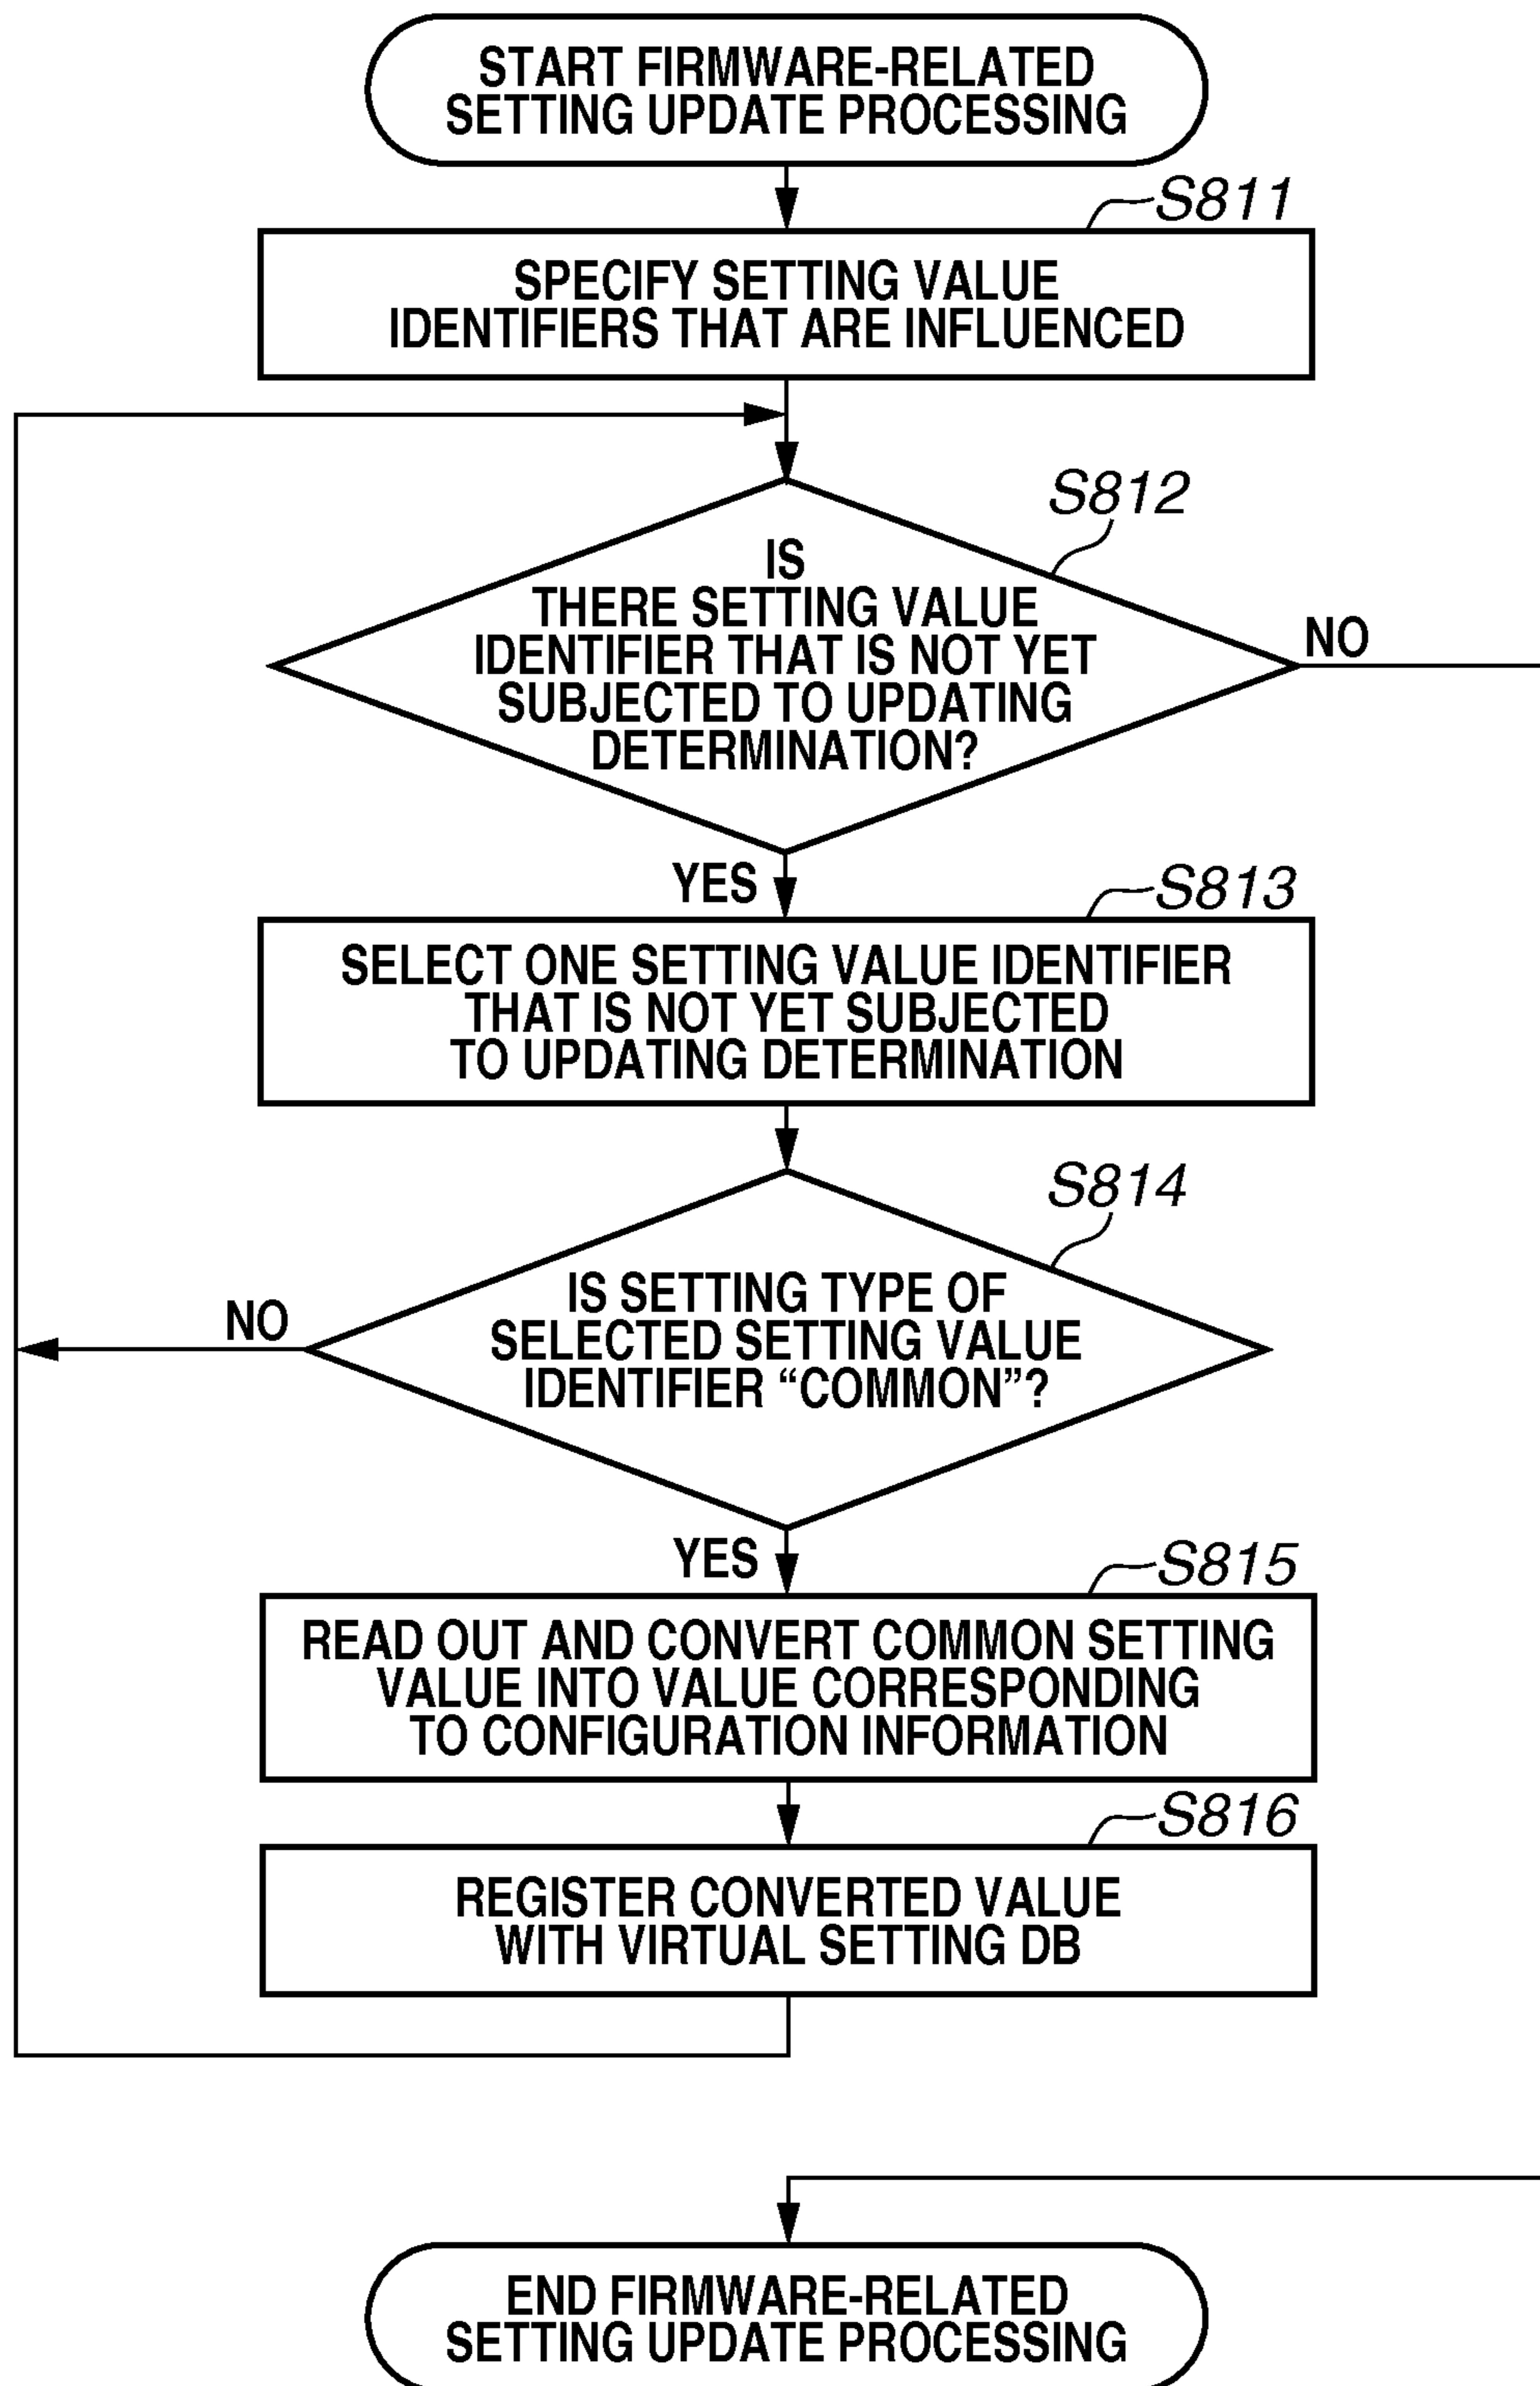 START FIRMWARE-RELATED
SETTING UPDATE PROCESSING
S811
SPECIFY SETTING VALUE
IDENTIFIERS THAT ARE INFLUENCED
S812
IS
THERE SETTING VALUE
IDENTIFIER THAT IS NOT YET
SUBJECTED TO UPDATING
DETERMINATION?
NO
YES
S813
SELECT ONE SETTING VALUE IDENTIFIER
THAT IS NOT YET SUBJECTED
TO UPDATING DETERMINATION
S814
IS SETTING TYPE OF
SELECTED SETTING VALUE
IDENTIFIER “COMMON”?
NO
YES
S815
READ OUT AND CONVERT COMMON SETTING
VALUE INTO VALUE CORRESPONDING
TO CONFIGURATION INFORMATION
S816
REGISTER CONVERTED VALUE
WITH VIRTUAL SETTING DB
END FIRMWARE-RELATED
SETTING UPDATE PROCESSING